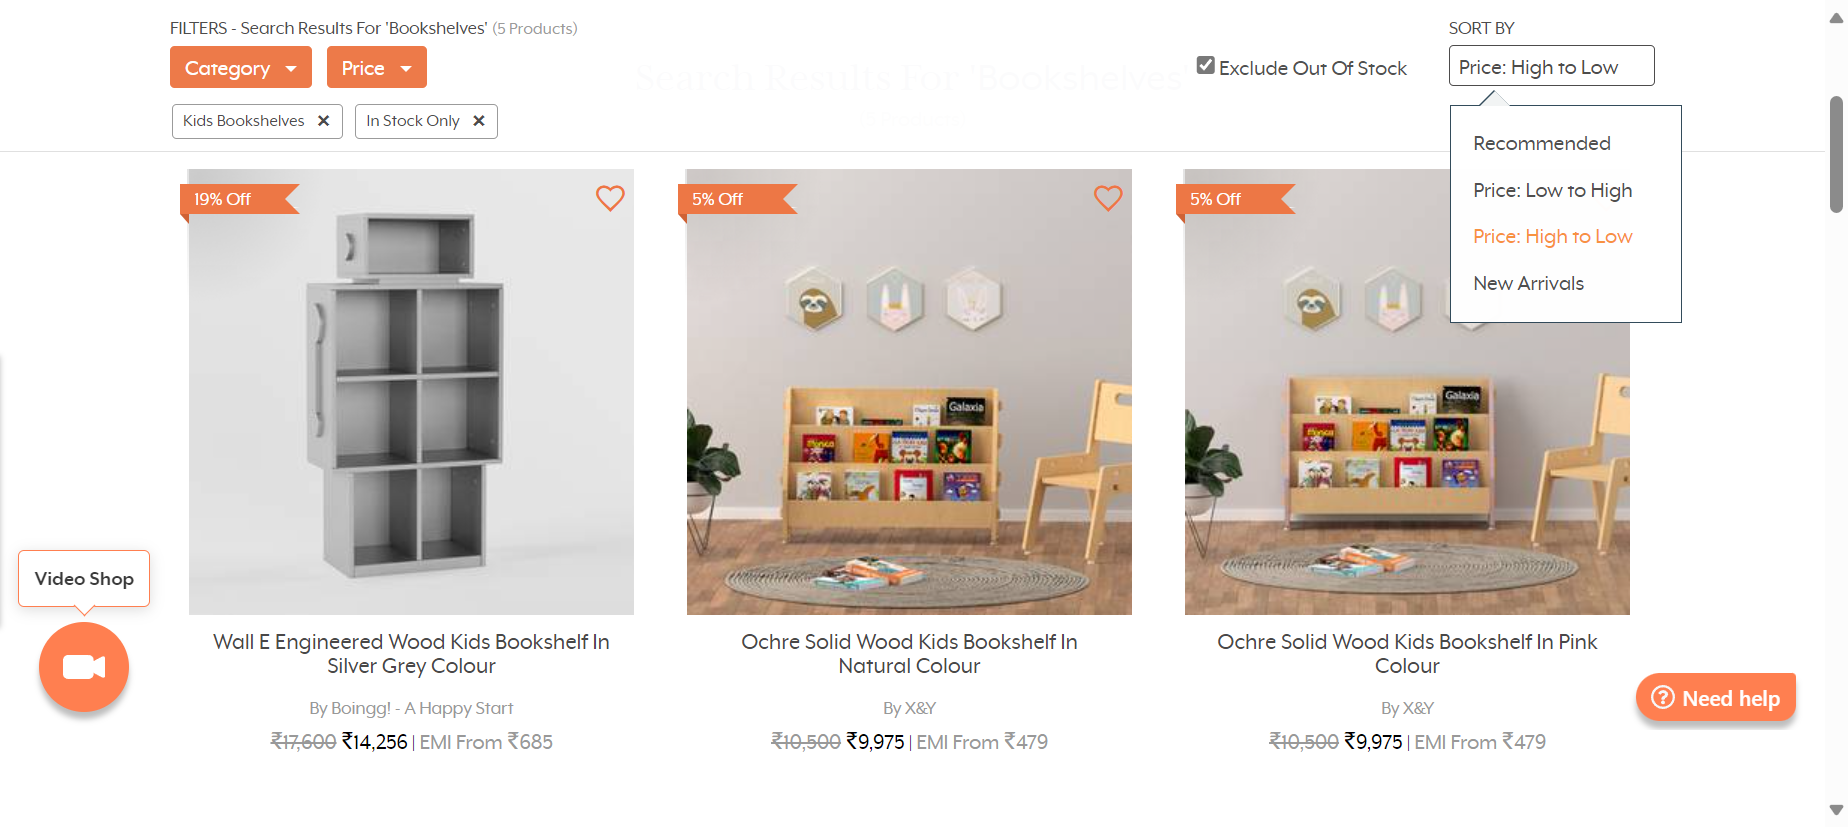 FILTERS - Search Results For 'Bookshelves' (5 Products)
SORT BY
Category
Price
Search Results For 'Bookshelves'
Exclude Out Of Stock
Price: High to Low
Kids Bookshelves ✕
In Stock Only ✕
Recommended
Price: Low to High
Price: High to Low
New Arrivals
19% Off
5% Off
5% Off
Galaxia
Galaxia
Video Shop
Wall E Engineered Wood Kids Bookshelf In
Silver Grey Colour
By Boingg! - A Happy Start
₹17,600 ₹14,256 | EMI From ₹685
Ochre Solid Wood Kids Bookshelf In
Natural Colour
By X&Y
₹10,500 ₹9,975 | EMI From ₹479
Ochre Solid Wood Kids Bookshelf In Pink
Colour
By X&Y
₹10,500 ₹9,975 | EMI From ₹479
Need help